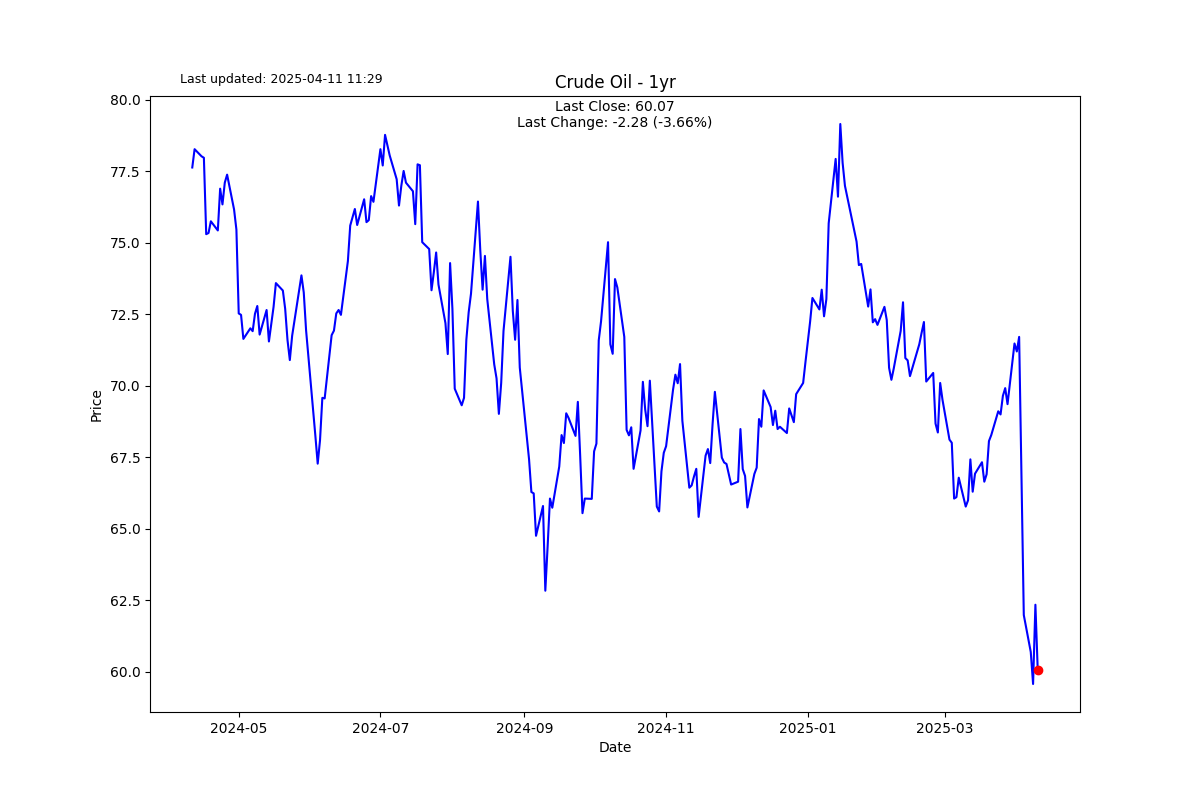 Last updated: 2025-04-11 11:29
Crude Oil - 1yr
Last Close: 60.07
Last Change: -2.28 (-3.66%)
80.0
77.5
75.0
72.5
70.0
67.5
65.0
62.5
60.0
Price
2024-05
2024-07
2024-09
2024-11
2025-01
2025-03
Date